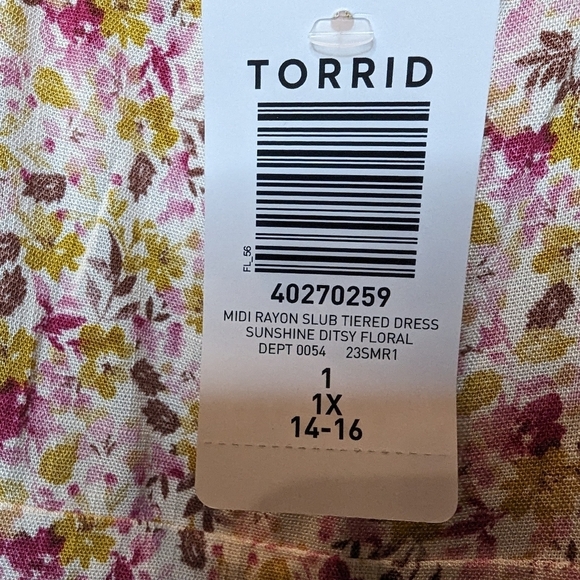 TORRID
FL_56
40270259
MIDI RAYON SLUB TIERED DRESS
SUNSHINE DITSY FLORAL
DEPT 0054 23SMR1
1
1X
14-16